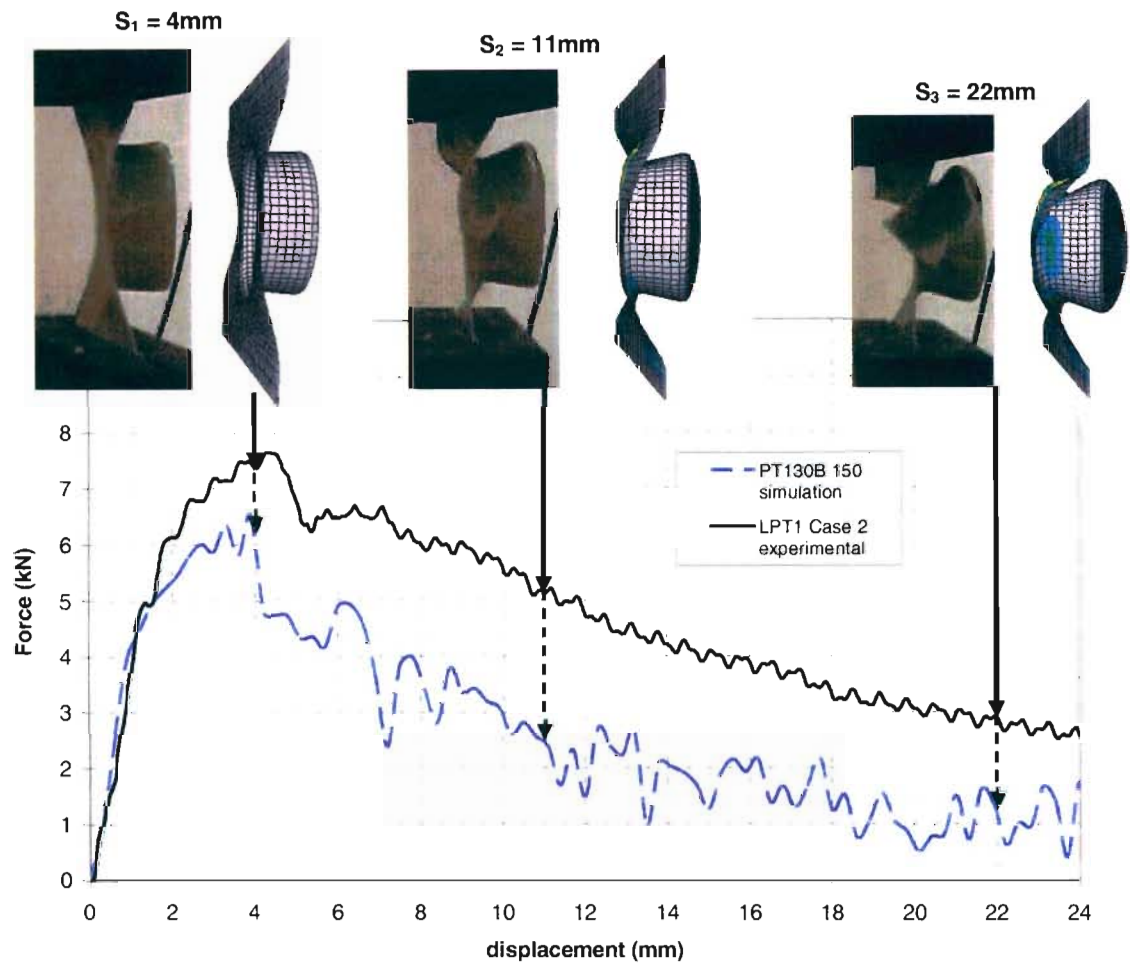 S₁ = 4mm
S₂ = 11mm
S₃ = 22mm
8
7
6
5
4
3
2
1
0
Force (kN)
PT130B 150
simulation
LPT1 Case 2
experimental
0 2 4 6 8 10 12 14 16 18 20 22 24
displacement (mm)